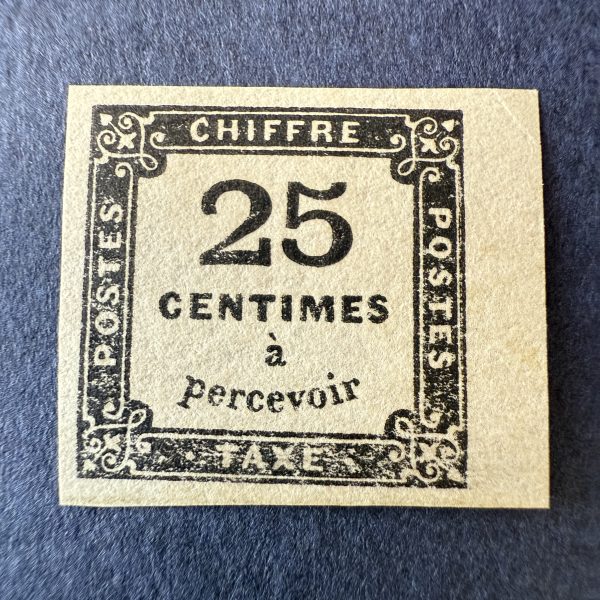 CHIFFRE
POSTES
25
CENTIMES
à
percevoir
POSTES
TAXE